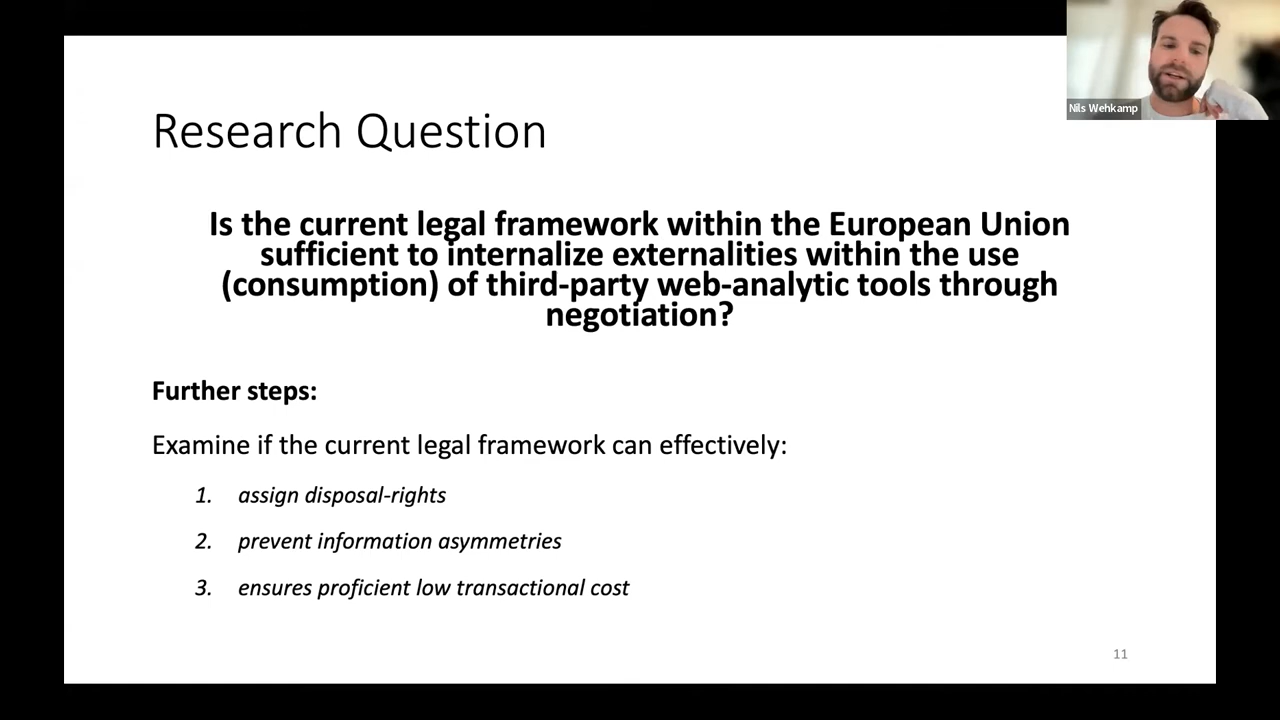 Nils Wehkamp
Research Question
Is the current legal framework within the European Union
sufficient to internalize externalities within the use
(consumption) of third-party web-analytic tools through
negotiation?
Further steps:
Examine if the current legal framework can effectively:
1. assign disposal-rights
2. prevent information asymmetries
3. ensures proficient low transactional cost
11